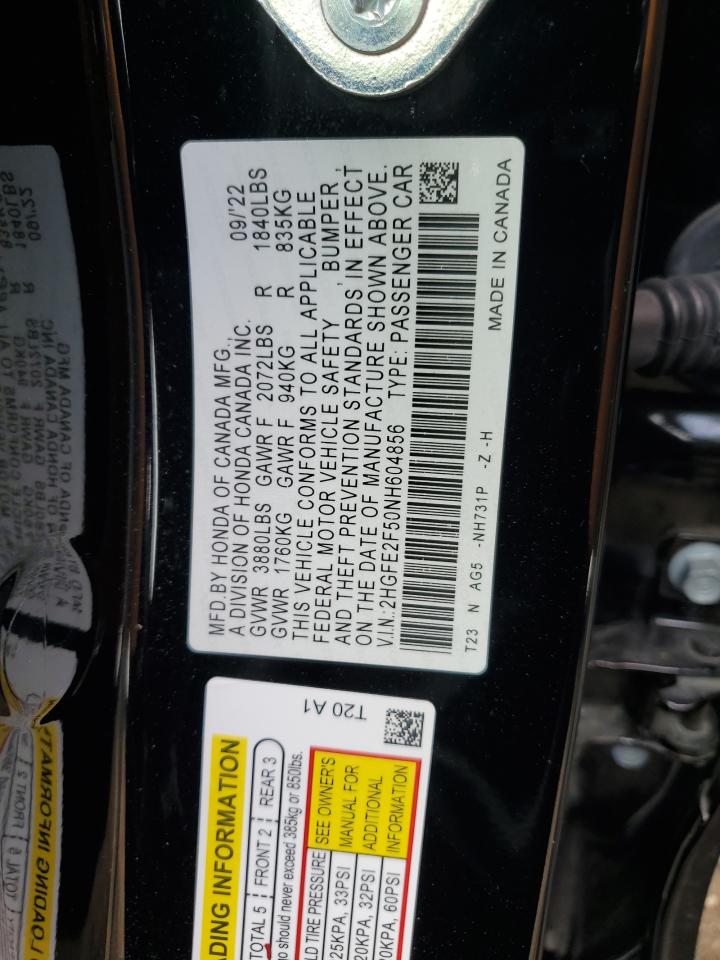 MFD.BY HONDA OF CANADA MFG., 09/'22
A DIVISION OF HONDA CANADA INC.
GVWR 3880LBS GAWR F 2072LBS R 1840LBS
GVWR 1760KG GAWR F 940KG R 835KG
THIS VEHICLE CONFORMS TO ALL APPLICABLE
FEDERAL MOTOR VEHICLE SAFETY , BUMPER ,
AND THEFT PREVENTION STANDARDS IN EFFECT
ON THE DATE OF MANUFACTURE SHOWN ABOVE.
V.I.N.:2HGFE2F50NH604856 TYPE: PASSENGER CAR
T23 N AG5 -NH731P -Z -H
MADE IN CANADA
T20 A1
INFORMATION
TOTAL 5 FRONT 2 REAR 3
should never exceed 385kg or 850lbs.
TIRE PRESSURE SEE OWNER'S
33PSI MANUAL FOR
32PSI ADDITIONAL
60PSI INFORMATION